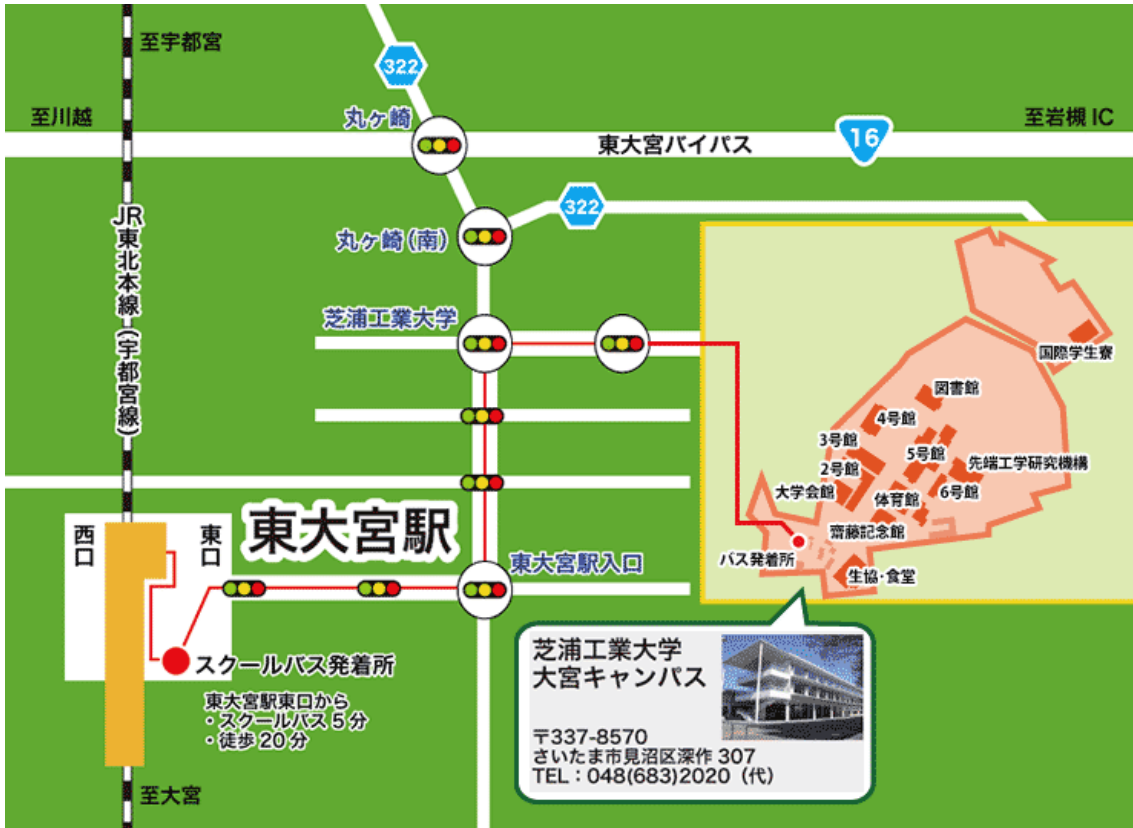 至宇都宮
322
至川越
丸ヶ崎
至岩槻IC
東大宮バイパス
16
322
丸ヶ崎(南)
JR東北本線(宇都宮線)
芝浦工業大学
国際学生寮
図書館
4号館
3号館
5号館
2号館
先端工学研究機構
大学会館
体育館
6号館
齋藤記念館
バス発着所
生協・食堂
西口
東口
東大宮駅
東大宮駅入口
スクールバス発着所
東大宮駅東口から
・スクールバス5分
・徒歩20分
芝浦工業大学
大宮キャンパス
〒337-8570
さいたま市見沼区深作307
TEL：048(683)2020（代）
至大宮